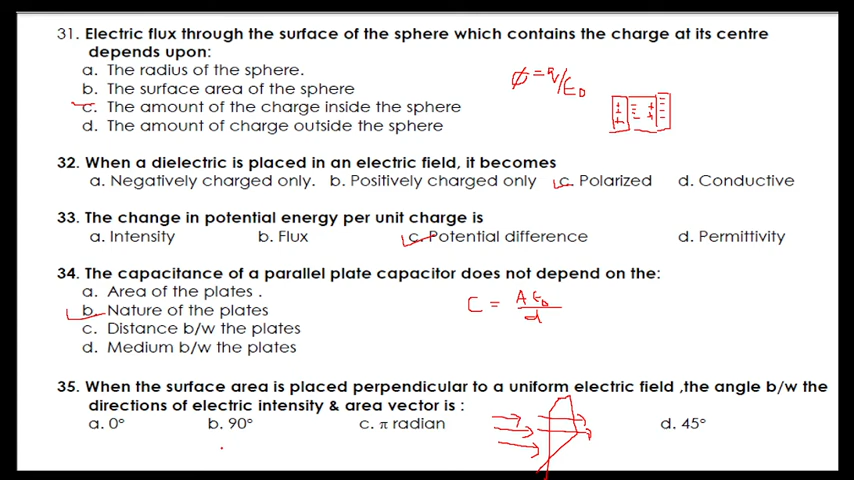 31. Electric flux through the surface of the sphere which contains the charge at its centre
depends upon:
a. The radius of the sphere.
b. The surface area of the sphere
c. The amount of the charge inside the sphere
d. The amount of charge outside the sphere
ϕ = q/ε₀
32. When a dielectric is placed in an electric field, it becomes
a. Negatively charged only. b. Positively charged only c. Polarized d. Conductive
33. The change in potential energy per unit charge is
a. Intensity b. Flux c. Potential difference d. Permittivity
34. The capacitance of a parallel plate capacitor does not depend on the:
a. Area of the plates .
b. Nature of the plates
c. Distance b/w the plates
d. Medium b/w the plates
C = Aε₀/d
35. When the surface area is placed perpendicular to a uniform electric field ,the angle b/w the
directions of electric intensity & area vector is :
a. 0° b. 90° c. π radian d. 45°